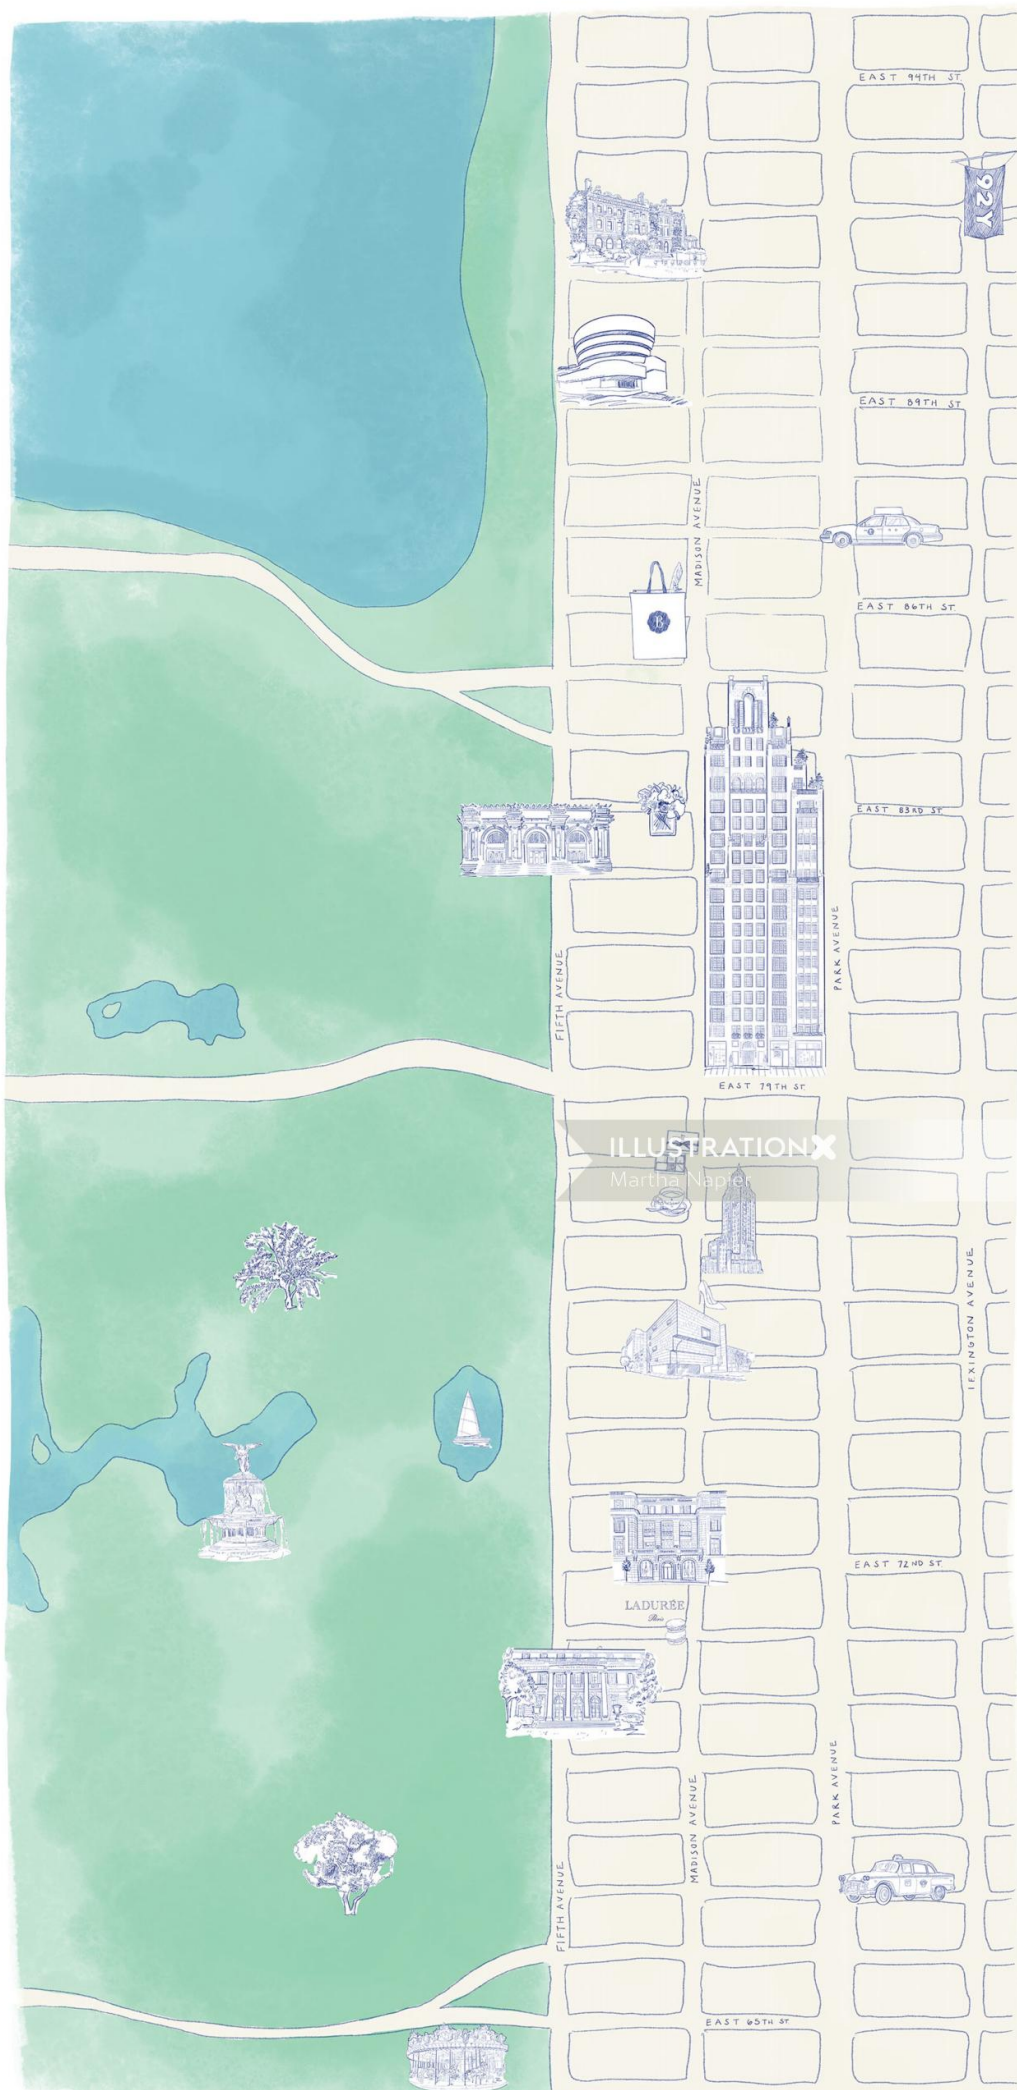 EAST 94TH ST.
92Y
EAST 89TH ST
MADISON AVENUE
B
EAST 86TH ST.
EAST 83RD ST.
PARK AVENUE
FIFTH AVENUE
EAST 79TH ST.
ILLUSTRATIONX
Martha Napier
LEXINGTON AVENUE
EAST 72ND ST.
LADURÉE
Paris
PARK AVENUE
MADISON AVENUE
FIFTH AVENUE
EAST 65TH ST